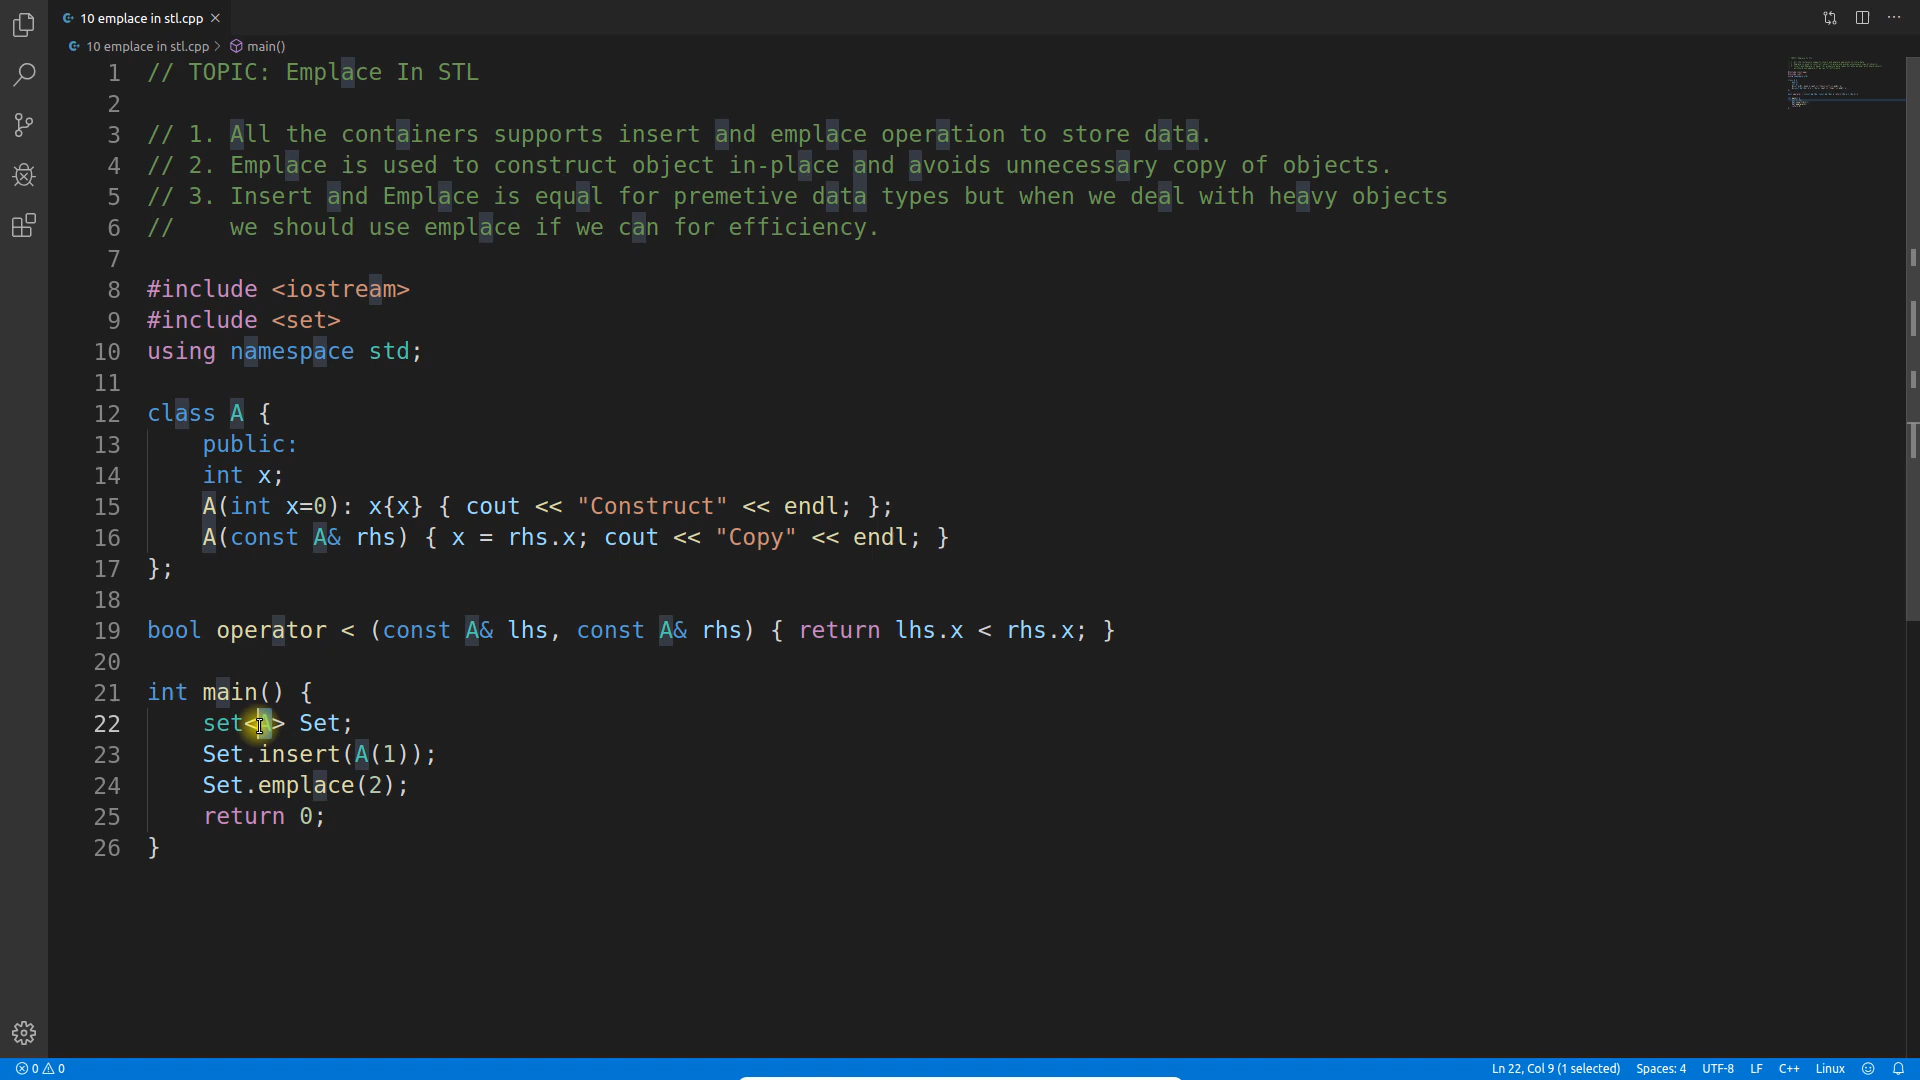 10 emplace in stl.cpp
10 emplace in stl.cpp > main()
1 // TOPIC: Emplace In STL
2
3 // 1. All the containers supports insert and emplace operation to store data.
4 // 2. Emplace is used to construct object in-place and avoids unnecessary copy of objects.
5 // 3. Insert and Emplace is equal for premetive data types but when we deal with heavy objects
6 //    we should use emplace if we can for efficiency.
7
8 #include <iostream>
9 #include <set>
10 using namespace std;
11
12 class A {
13     public:
14     int x;
15     A(int x=0): x{x} { cout << "Construct" << endl; };
16     A(const A& rhs) { x = rhs.x; cout << "Copy" << endl; }
17 };
18
19 bool operator < (const A& lhs, const A& rhs) { return lhs.x < rhs.x; }
20
21 int main() {
22     set<A> Set;
23     Set.insert(A(1));
24     Set.emplace(2);
25     return 0;
26 }
0 0 Ln 22, Col 9 (1 selected) Spaces: 4 UTF-8 LF C++ Linux